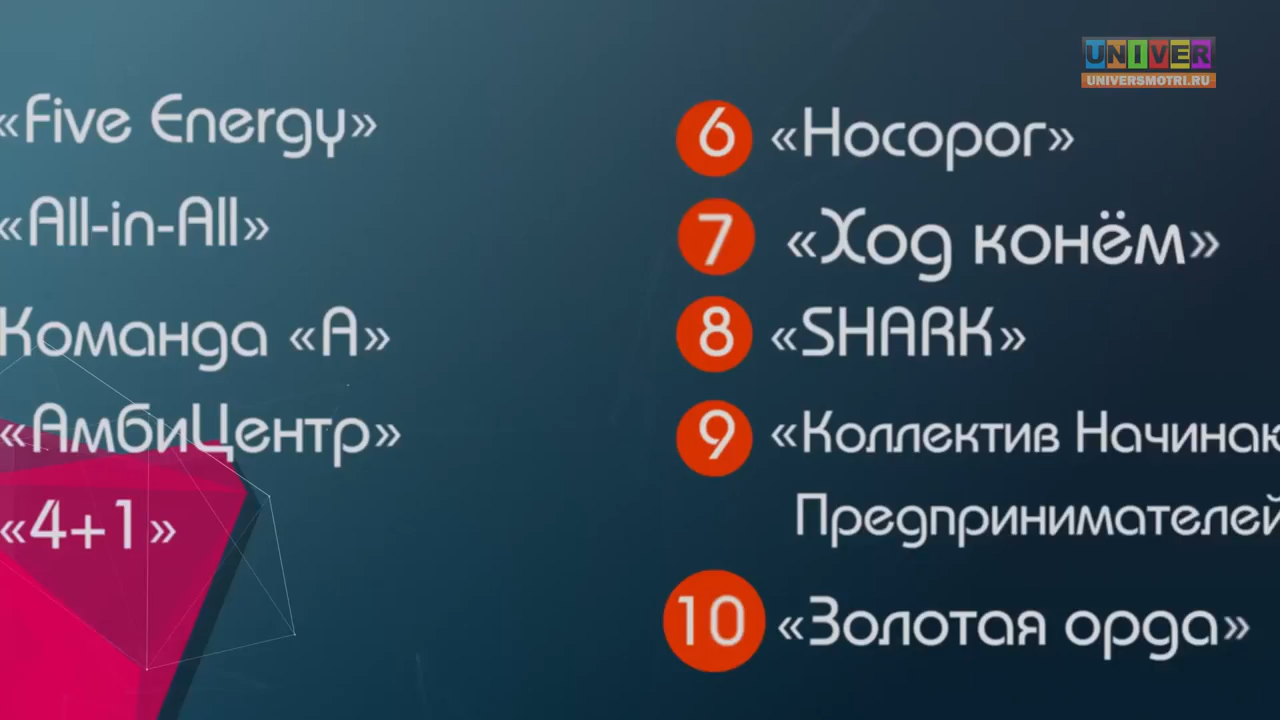 UNIVER
UNIVERSMOTRI.RU
«Five Energy»
«All-in-All»
Команда «А»
«АмбиЦентр»
«4+1»
6 «Носорог»
7 «Ход конём»
8 «SHARK»
9 «Коллектив
Предпринимателей
10 «Золотая орда»